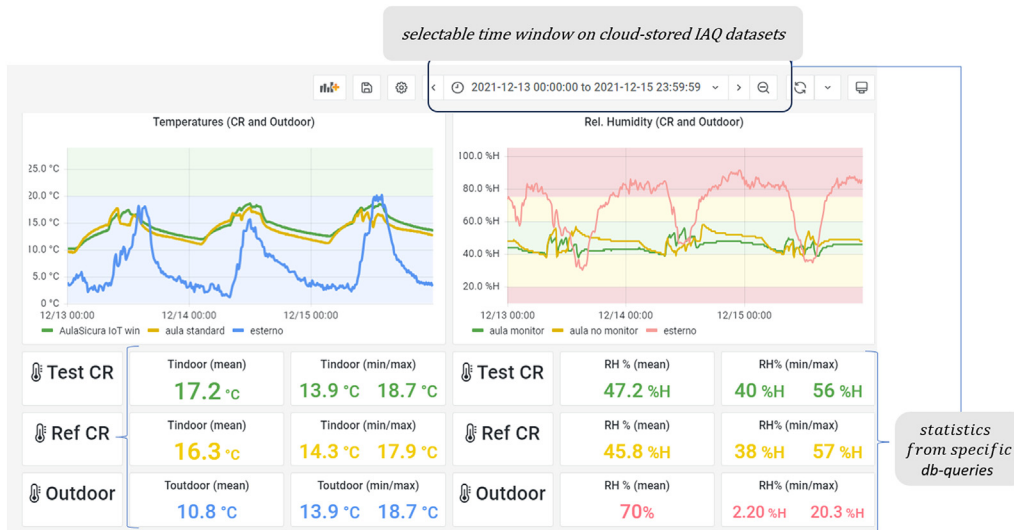 selectable time window on cloud-stored IAQ datasets
2021-12-13 00:00:00 to 2021-12-15 23:59:59
Temperatures (CR and Outdoor)
25.0 °C
20.0 °C
15.0 °C
10.0 °C
5.0 °C
0 °C
12/13 00:00 12/14 00:00 12/15 00:00
AulaSicura IoT win aula standard esterno
Rel. Humidity (CR and Outdoor)
100.0 %H
80.0 %H
60.0 %H
40.0 %H
20.0 %H
12/13 00:00 12/14 00:00 12/15 00:00
aula monitor aula no monitor esterno
Test CR
Tindoor (mean)
17.2 °C
Tindoor (min/max)
13.9 °C 18.7 °C
Test CR
RH % (mean)
47.2 %H
RH% (min/max)
40 %H 56 %H
Ref CR
Tindoor (mean)
16.3 °C
Tindoor (min/max)
14.3 °C 17.9 °C
Ref CR
RH % (mean)
45.8 %H
RH% (min/max)
38 %H 57 %H
Outdoor
Toutdoor (mean)
10.8 °C
Toutdoor (min/max)
13.9 °C 18.7 °C
Outdoor
RH % (mean)
70%
RH% (min/max)
2.20 %H 20.3 %H
statistics
from specific
db-queries